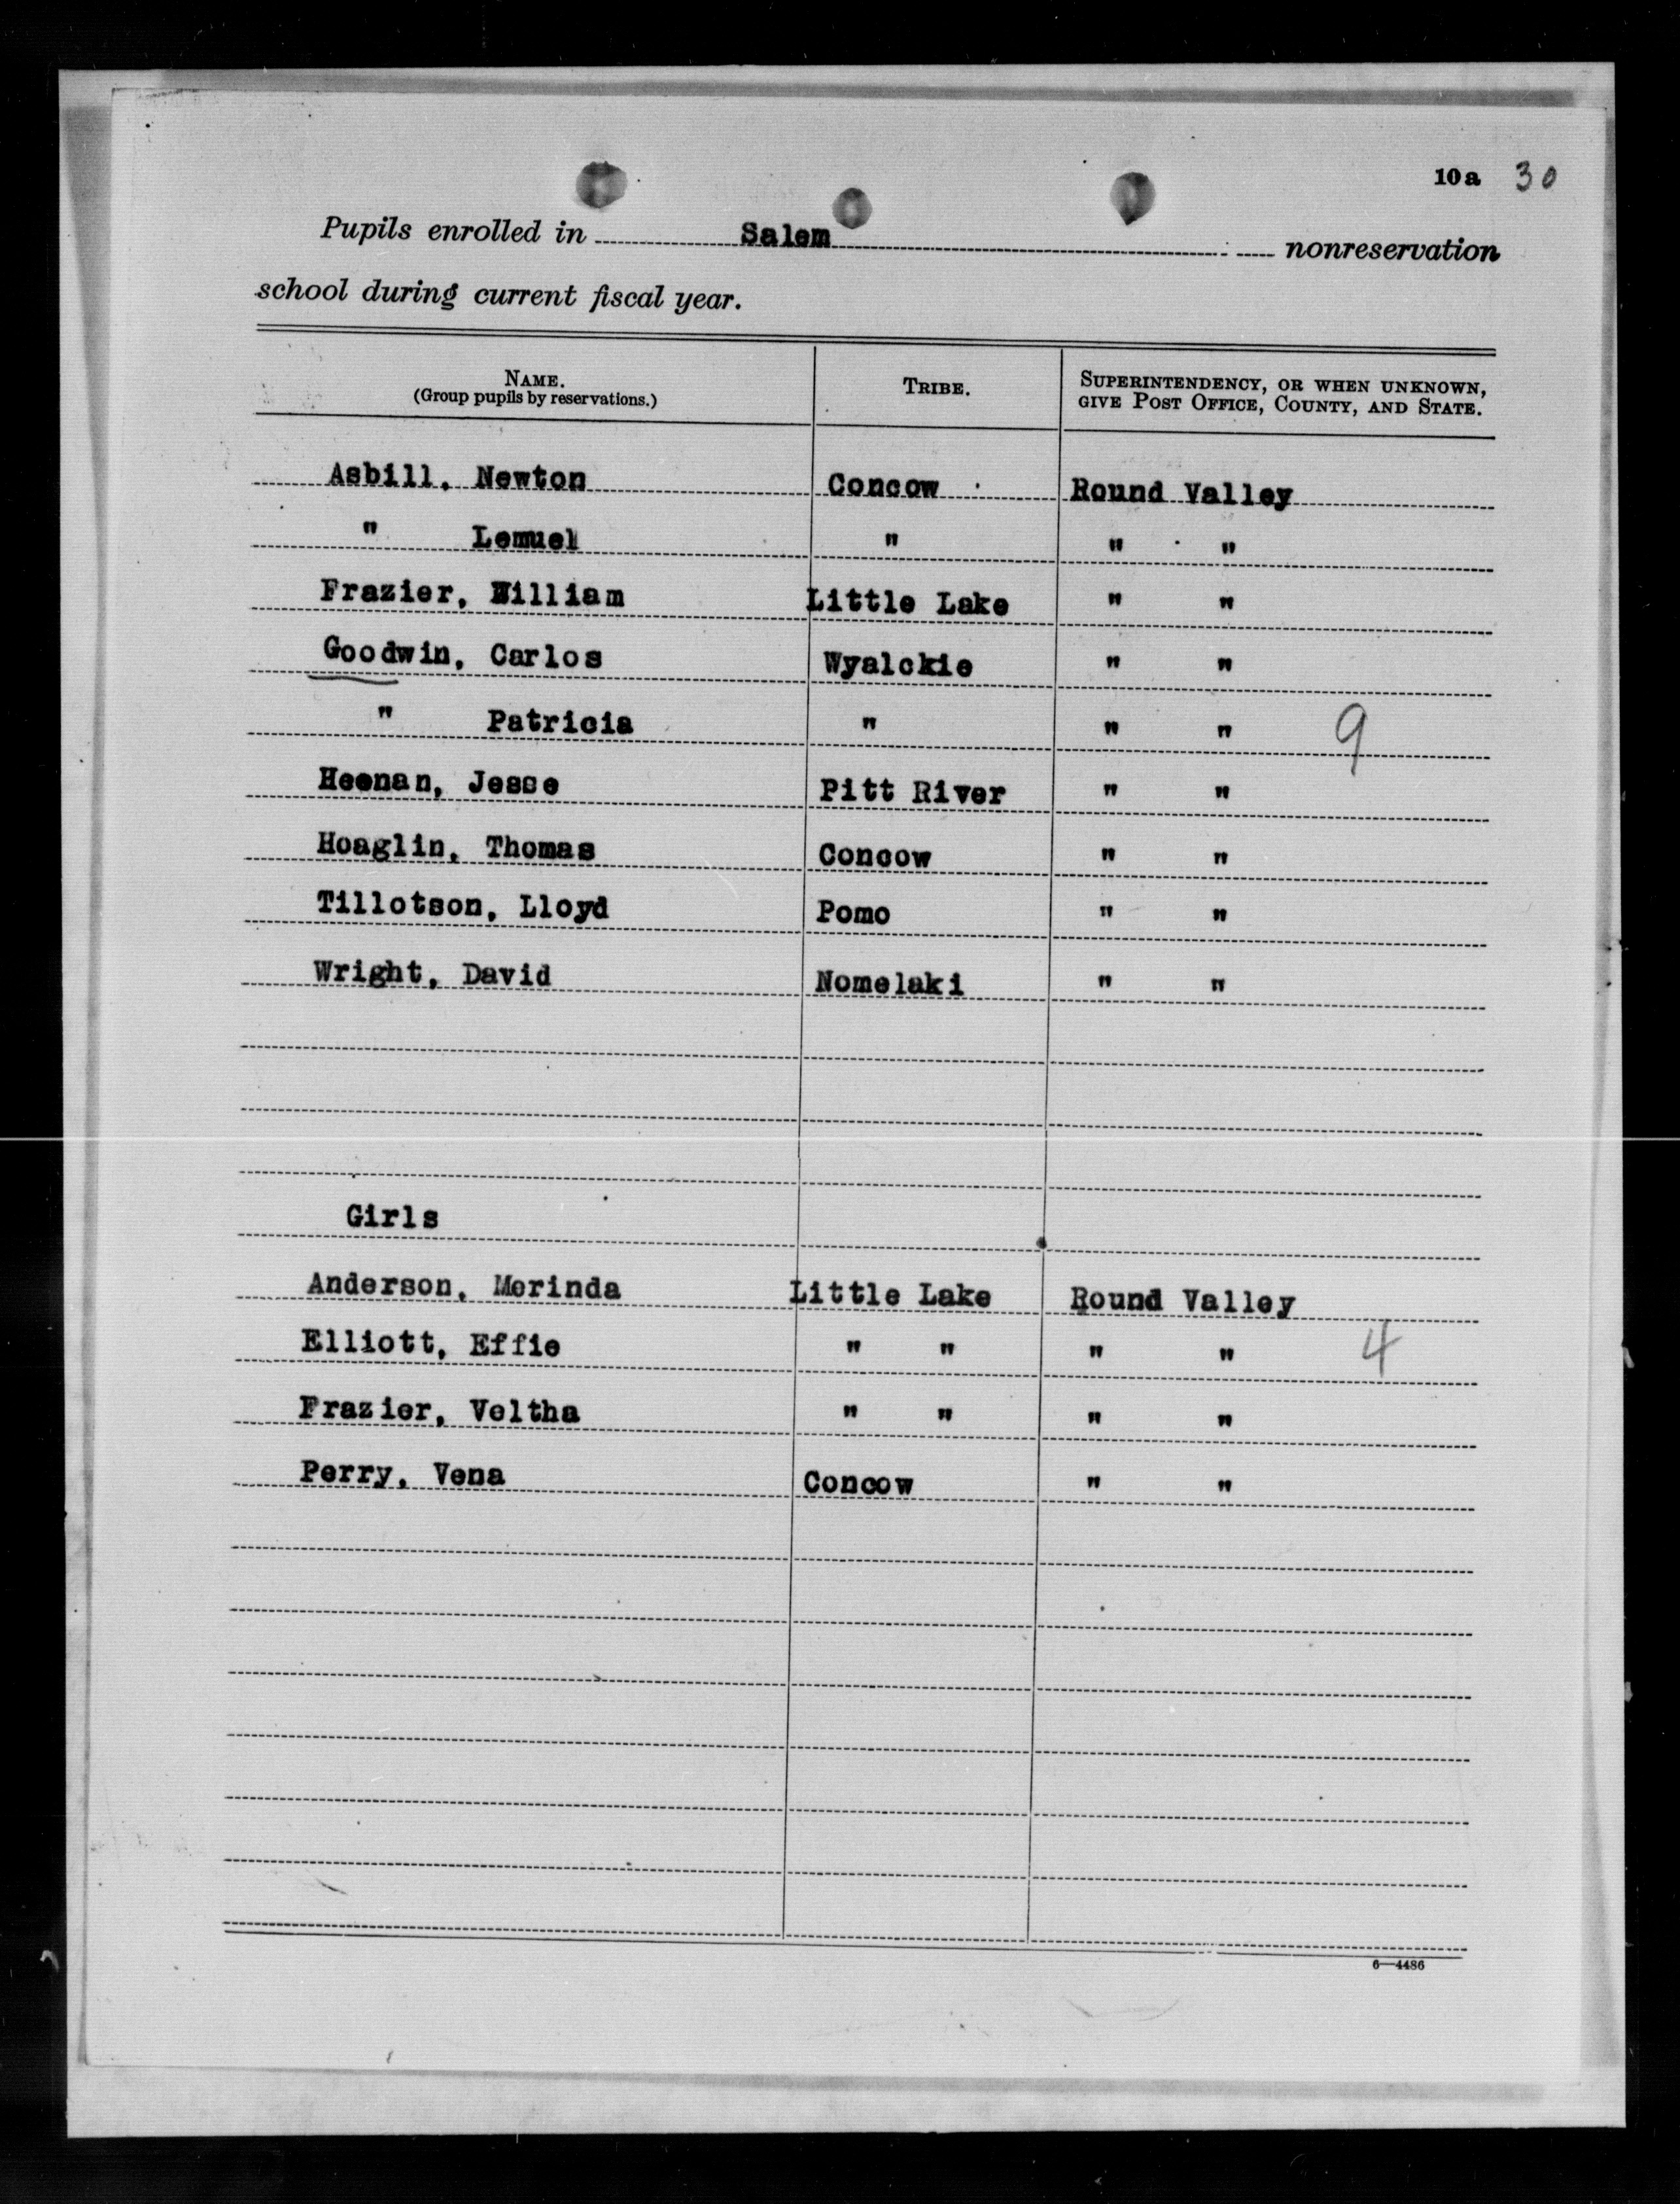 10a 30
Pupils enrolled in Salem nonreservation
school during current fiscal year.
NAME. TRIBE. SUPERINTENDENCY, OR WHEN UNKNOWN,
(Group pupils by reservations.) GIVE POST OFFICE, COUNTY, AND STATE.
Asbill, Newton Concow Round Valley
" Lemuel " " "
Frazier, William Little Lake " "
Goodwin, Carlos Wyalckie " "
" Patricia " " " 9
Heenan, Jesse Pitt River " "
Hoaglin, Thomas Concow " "
Tillotson, Lloyd Pomo " "
Wright, David Nomelaki " "
Girls
Anderson, Merinda Little Lake Round Valley
Elliott, Effie " " " " 4
Frazier, Veltha " " " "
Perry, Vena Concow " "
6—4486